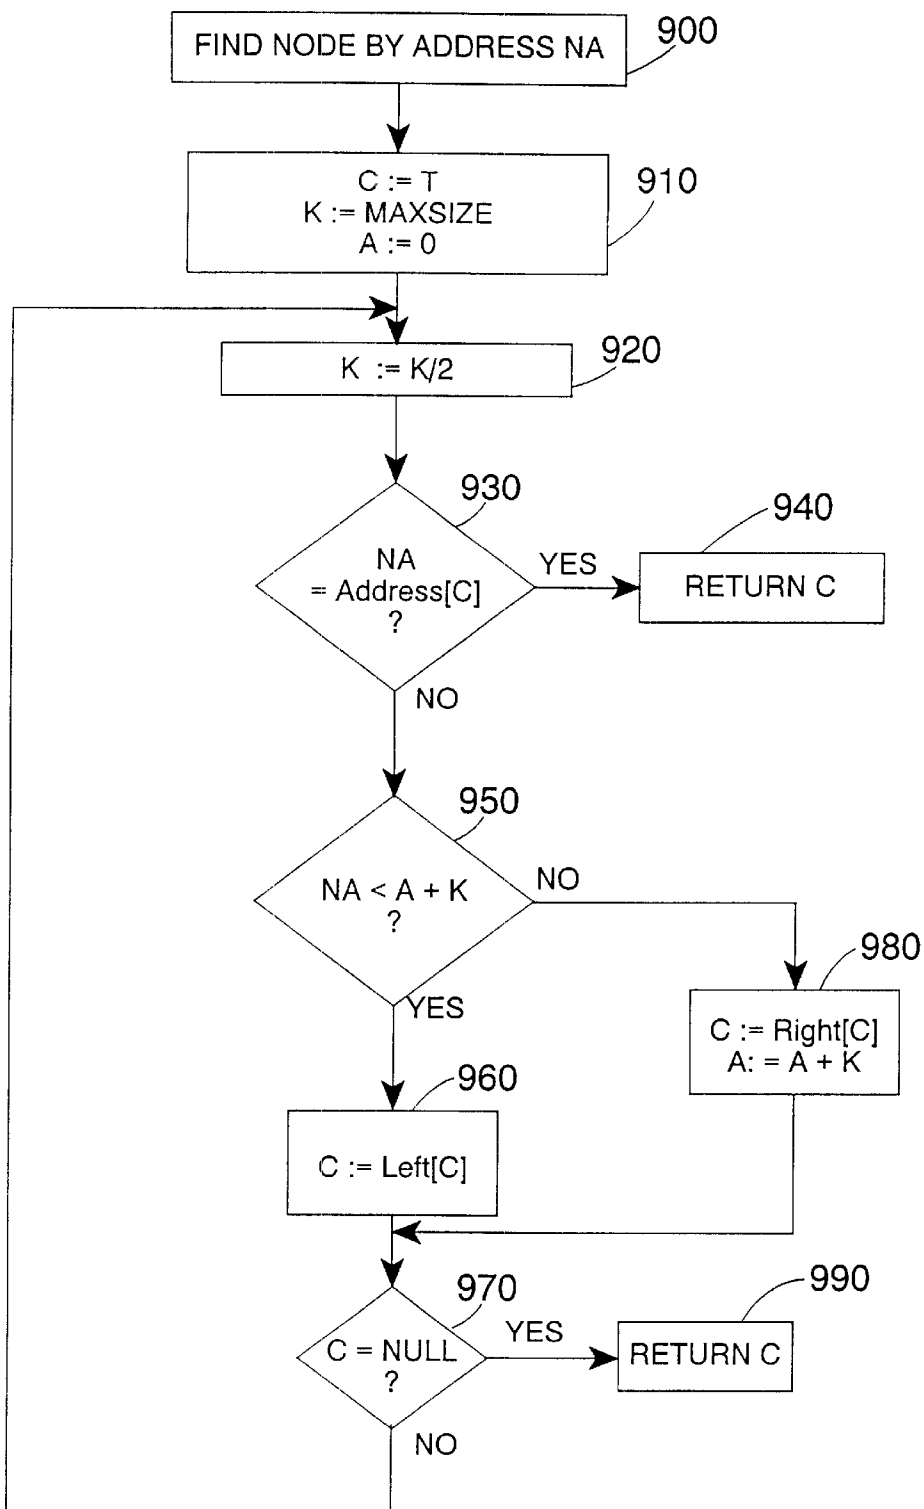 FIND NODE BY ADDRESS NA
900
C := T
K := MAXSIZE
A := 0
910
K := K/2
920
930
NA
= Address[C]
?
YES
940
RETURN C
NO
950
NA < A + K
?
NO
YES
980
C := Right[C]
A: = A + K
960
C := Left[C]
970
C = NULL
?
YES
990
RETURN C
NO